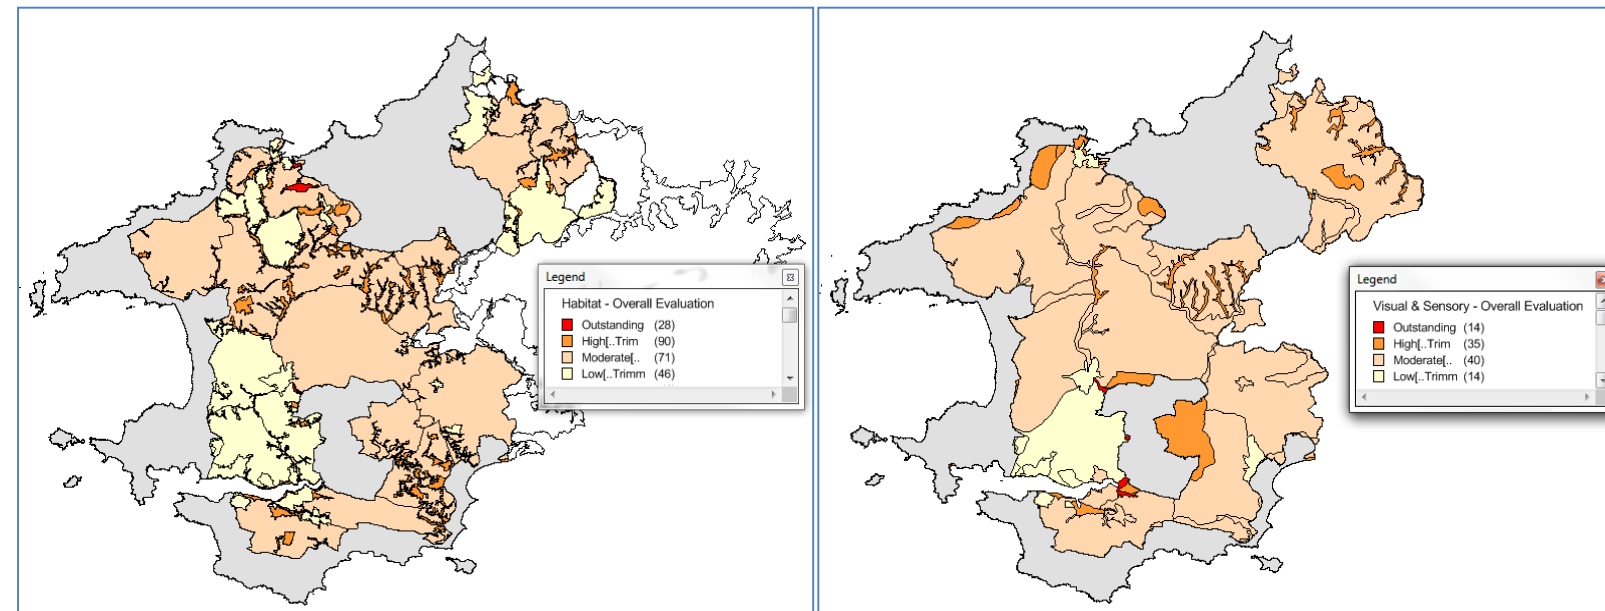 Legend
Habitat - Overall Evaluation
Outstanding (28)
High[..Trim (90)
Moderate[.. (71)
Low[..Trimm (46)
Legend
Visual & Sensory - Overall Evaluation
Outstanding (14)
High[..Trim (35)
Moderate[.. (40)
Low[..Trimm (14)